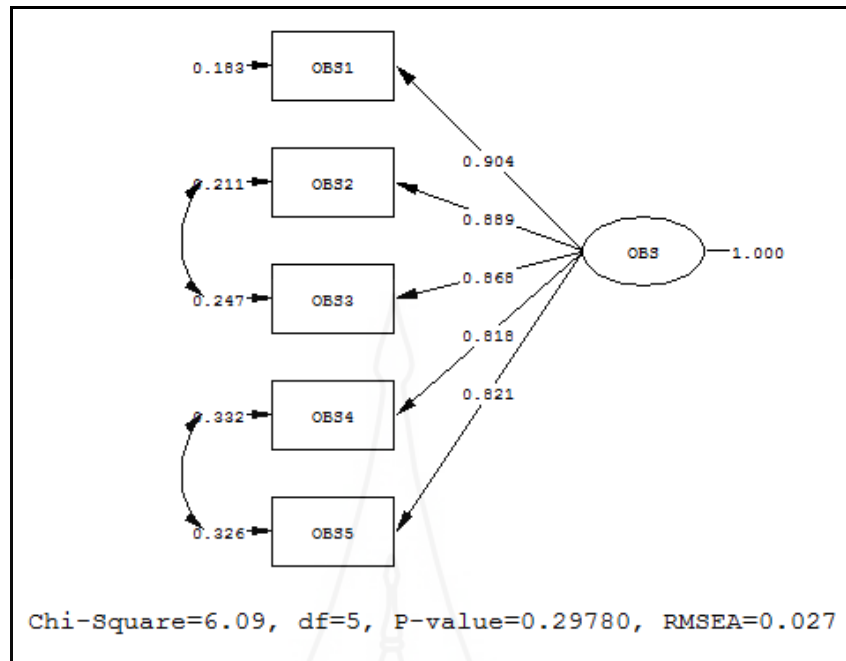 0.183 OBS1
0.904
0.211 OBS2
0.889
OBS 1.000
0.868
0.247 OBS3
0.818
0.821
0.332 OBS4
0.326 OBS5
Chi-Square=6.09, df=5, P-value=0.29780, RMSEA=0.027